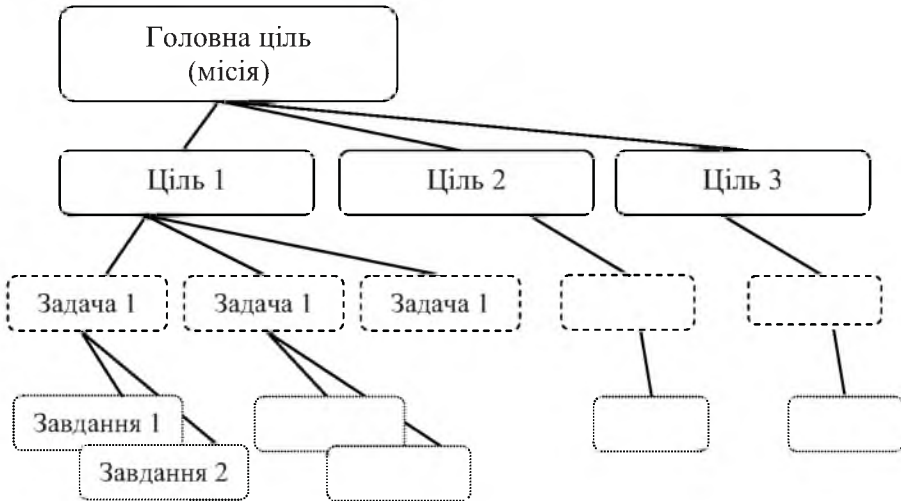 Головна ціль
(місія)
Ціль 1
Ціль 2
Ціль 3
Задача 1
Задача 1
Задача 1
Завдання 1
Завдання 2